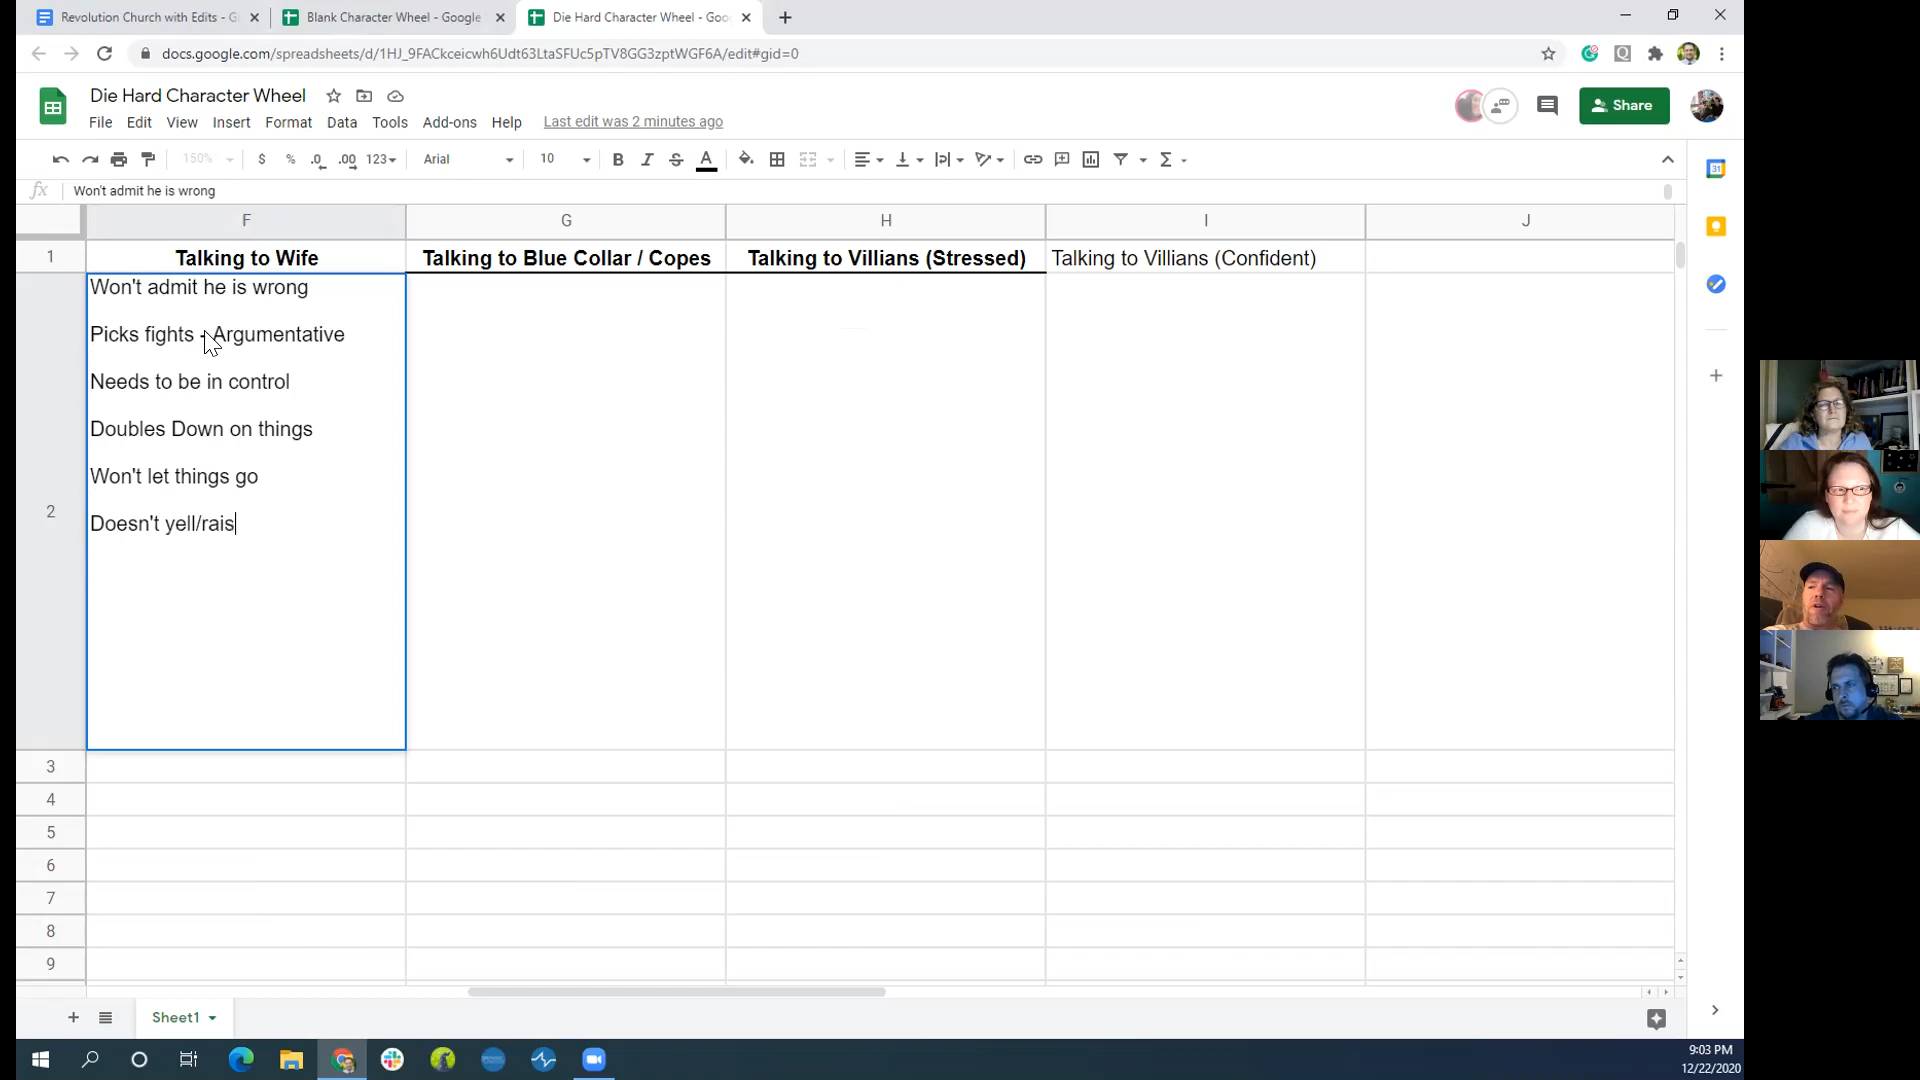 Revolution Church with Edits - G
Blank Character Wheel - Google
Die Hard Character Wheel - Goo
docs.google.com/spreadsheets/d/1HJ_9FACkceicwh6Udt63LtaSFUc5pTV8GG3zptWGF6A/edit#gid=0
Die Hard Character Wheel
File Edit View Insert Format Data Tools Add-ons Help Last edit was 2 minutes ago
Share
150% $ % .0 .00 123 Arial 10 B I S A
fx Won't admit he is wrong
F G H I J
1 Talking to Wife Talking to Blue Collar / Copes Talking to Villians (Stressed) Talking to Villians (Confident)
Won't admit he is wrong
Picks fights - Argumentative
Needs to be in control
Doubles Down on things
Won't let things go
2
Doesn't yell/rais
3
4
5
6
7
8
9
Sheet1
31
9:03 PM
12/22/2020